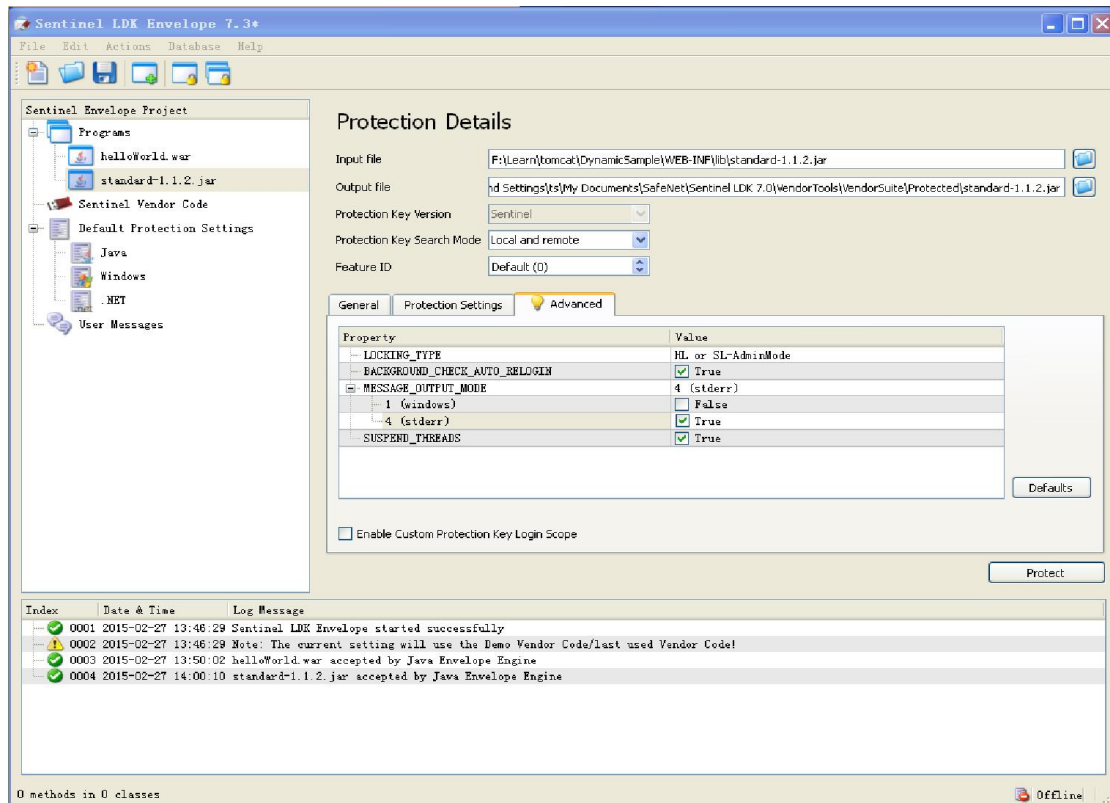 Sentinel LDK Envelope 7.3*
File Edit Actions Database Help
Sentinel Envelope Project
Programs
helloWorld.war
standard-1.1.2.jar
Sentinel Vendor Code
Default Protection Settings
Java
Windows
.NET
User Messages
Protection Details
Input file F:\Learn\tomcat\DynamicSample\WEB-INF\lib\standard-1.1.2.jar
Output file nd Settings\ts\My Documents\SafeNet\Sentinel LDK 7.0\VendorTools\VendorSuite\Protected\standard-1.1.2.jar
Protection Key Version Sentinel
Protection Key Search Mode Local and remote
Feature ID Default (0)
General Protection Settings Advanced
Property Value
LOCKING_TYPE HL or SL-AdminMode
BACKGROUND_CHECK_AUTO_RELOGIN True
MESSAGE_OUTPUT_MODE 4 (stderr)
1 (windows) False
4 (stderr) True
SUSPEND_THREADS True
Defaults
Enable Custom Protection Key Login Scope
Protect
Index Date & Time Log Message
0001 2015-02-27 13:46:29 Sentinel LDK Envelope started successfully
0002 2015-02-27 13:46:29 Note: The current setting will use the Demo Vendor Code/last used Vendor Code!
0003 2015-02-27 13:50:02 helloWorld.war accepted by Java Envelope Engine
0004 2015-02-27 14:00:10 standard-1.1.2.jar accepted by Java Envelope Engine
0 methods in 0 classes
Offline